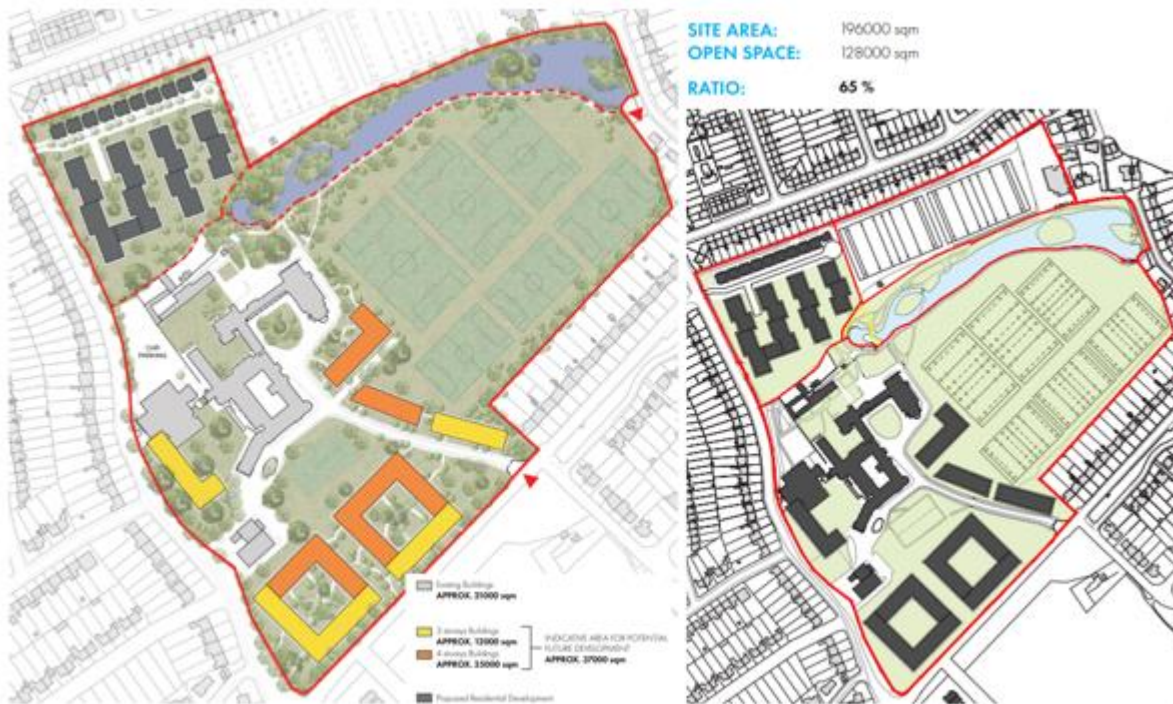 SITE AREA: 196000 sqm
OPEN SPACE: 128000 sqm
RATIO: 65 %
CAR
PARKING
Existing Buildings
APPROX. 21000 sqm
3 storeys Buildings
APPROX. 12000 sqm
4 storeys Buildings
APPROX. 25000 sqm
INDICATIVE AREA FOR POTENTIAL
FUTURE DEVELOPMENT
APPROX. 37000 sqm
Proposed Residential Development